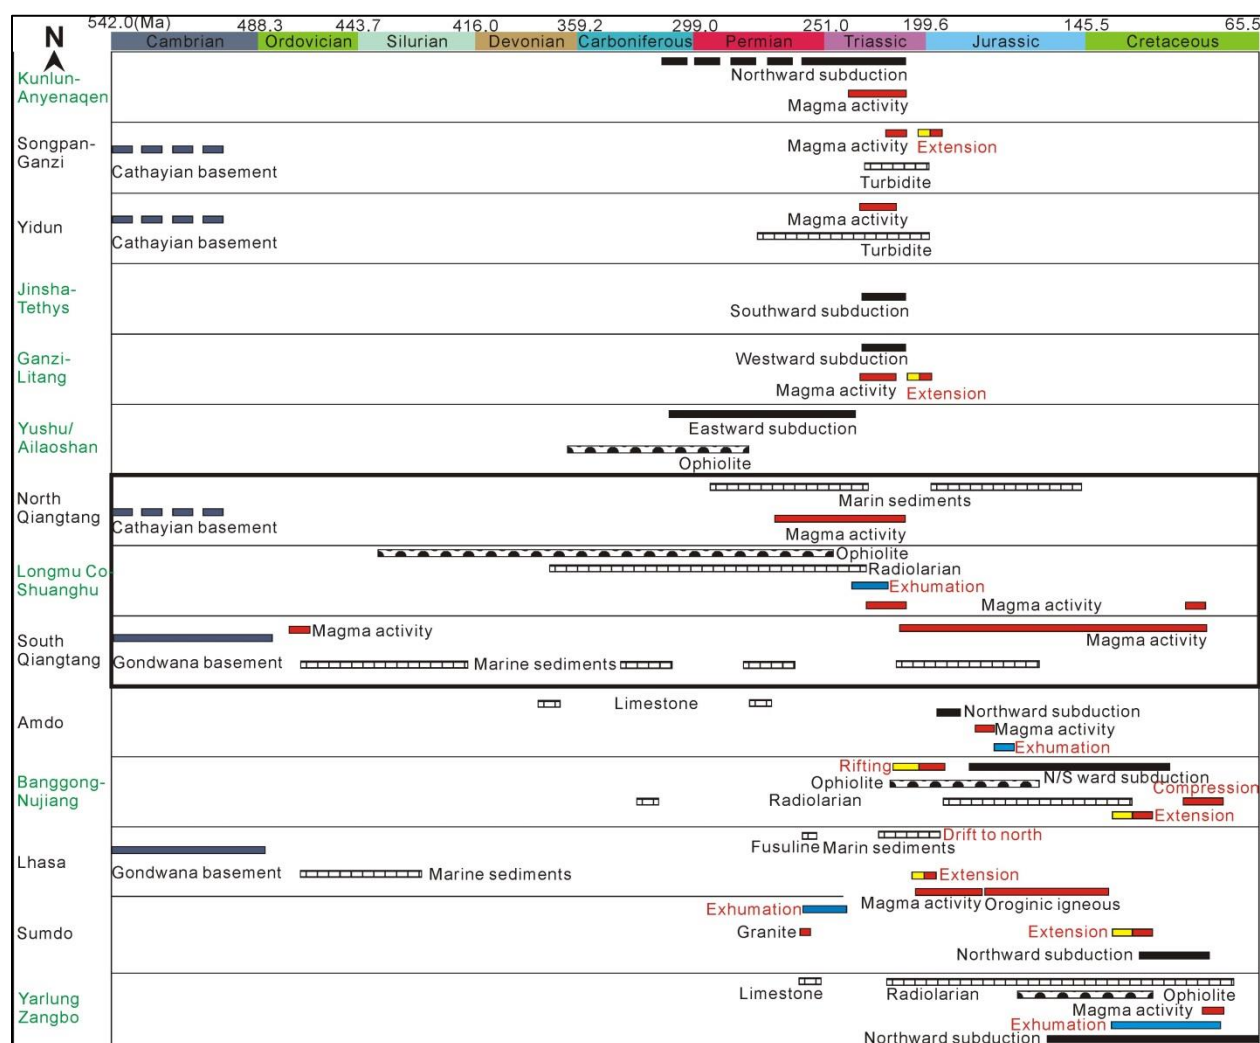 542.0(Ma) 488.3 443.7 416.0 359.2 299.0 251.0 199.6 145.5 65.5
N
Cambrian Ordovician Silurian Devonian Carboniferous Permian Triassic Jurassic Cretaceous
Kunlun-
Anyenaqen
Northward subduction
Magma activity
Songpan-
Ganzi
Cathayian basement
Magma activity Extension
Turbidite
Yidun
Cathayian basement
Magma activity
Turbidite
Jinsha-
Tethys
Southward subduction
Ganzi-
Litang
Westward subduction
Magma activity Extension
Yushu/
Ailaoshan
Eastward subduction
Ophiolite
North
Qiangtang
Cathayian basement
Marin sediments
Magma activity
Longmu Co-
Shuanghu
Ophiolite
Radiolarian
Exhumation
Magma activity
South
Qiangtang
Gondwana basement
Magma activity
Magma activity
Marine sediments
Amdo
Limestone
Northward subduction
Magma activity
Exhumation
Banggong-
Nujiang
Rifting
Ophiolite
N/S ward subduction
Radiolarian
Compression
Extension
Lhasa
Gondwana basement
Marine sediments
Fusuline Marin sediments
Drift to north
Extension
Magma activity Oroginic igneous
Sumdo
Exhumation
Granite
Extension
Northward subduction
Yarlung
Zangbo
Limestone
Radiolarian
Ophiolite
Magma activity
Exhumation
Northward subduction